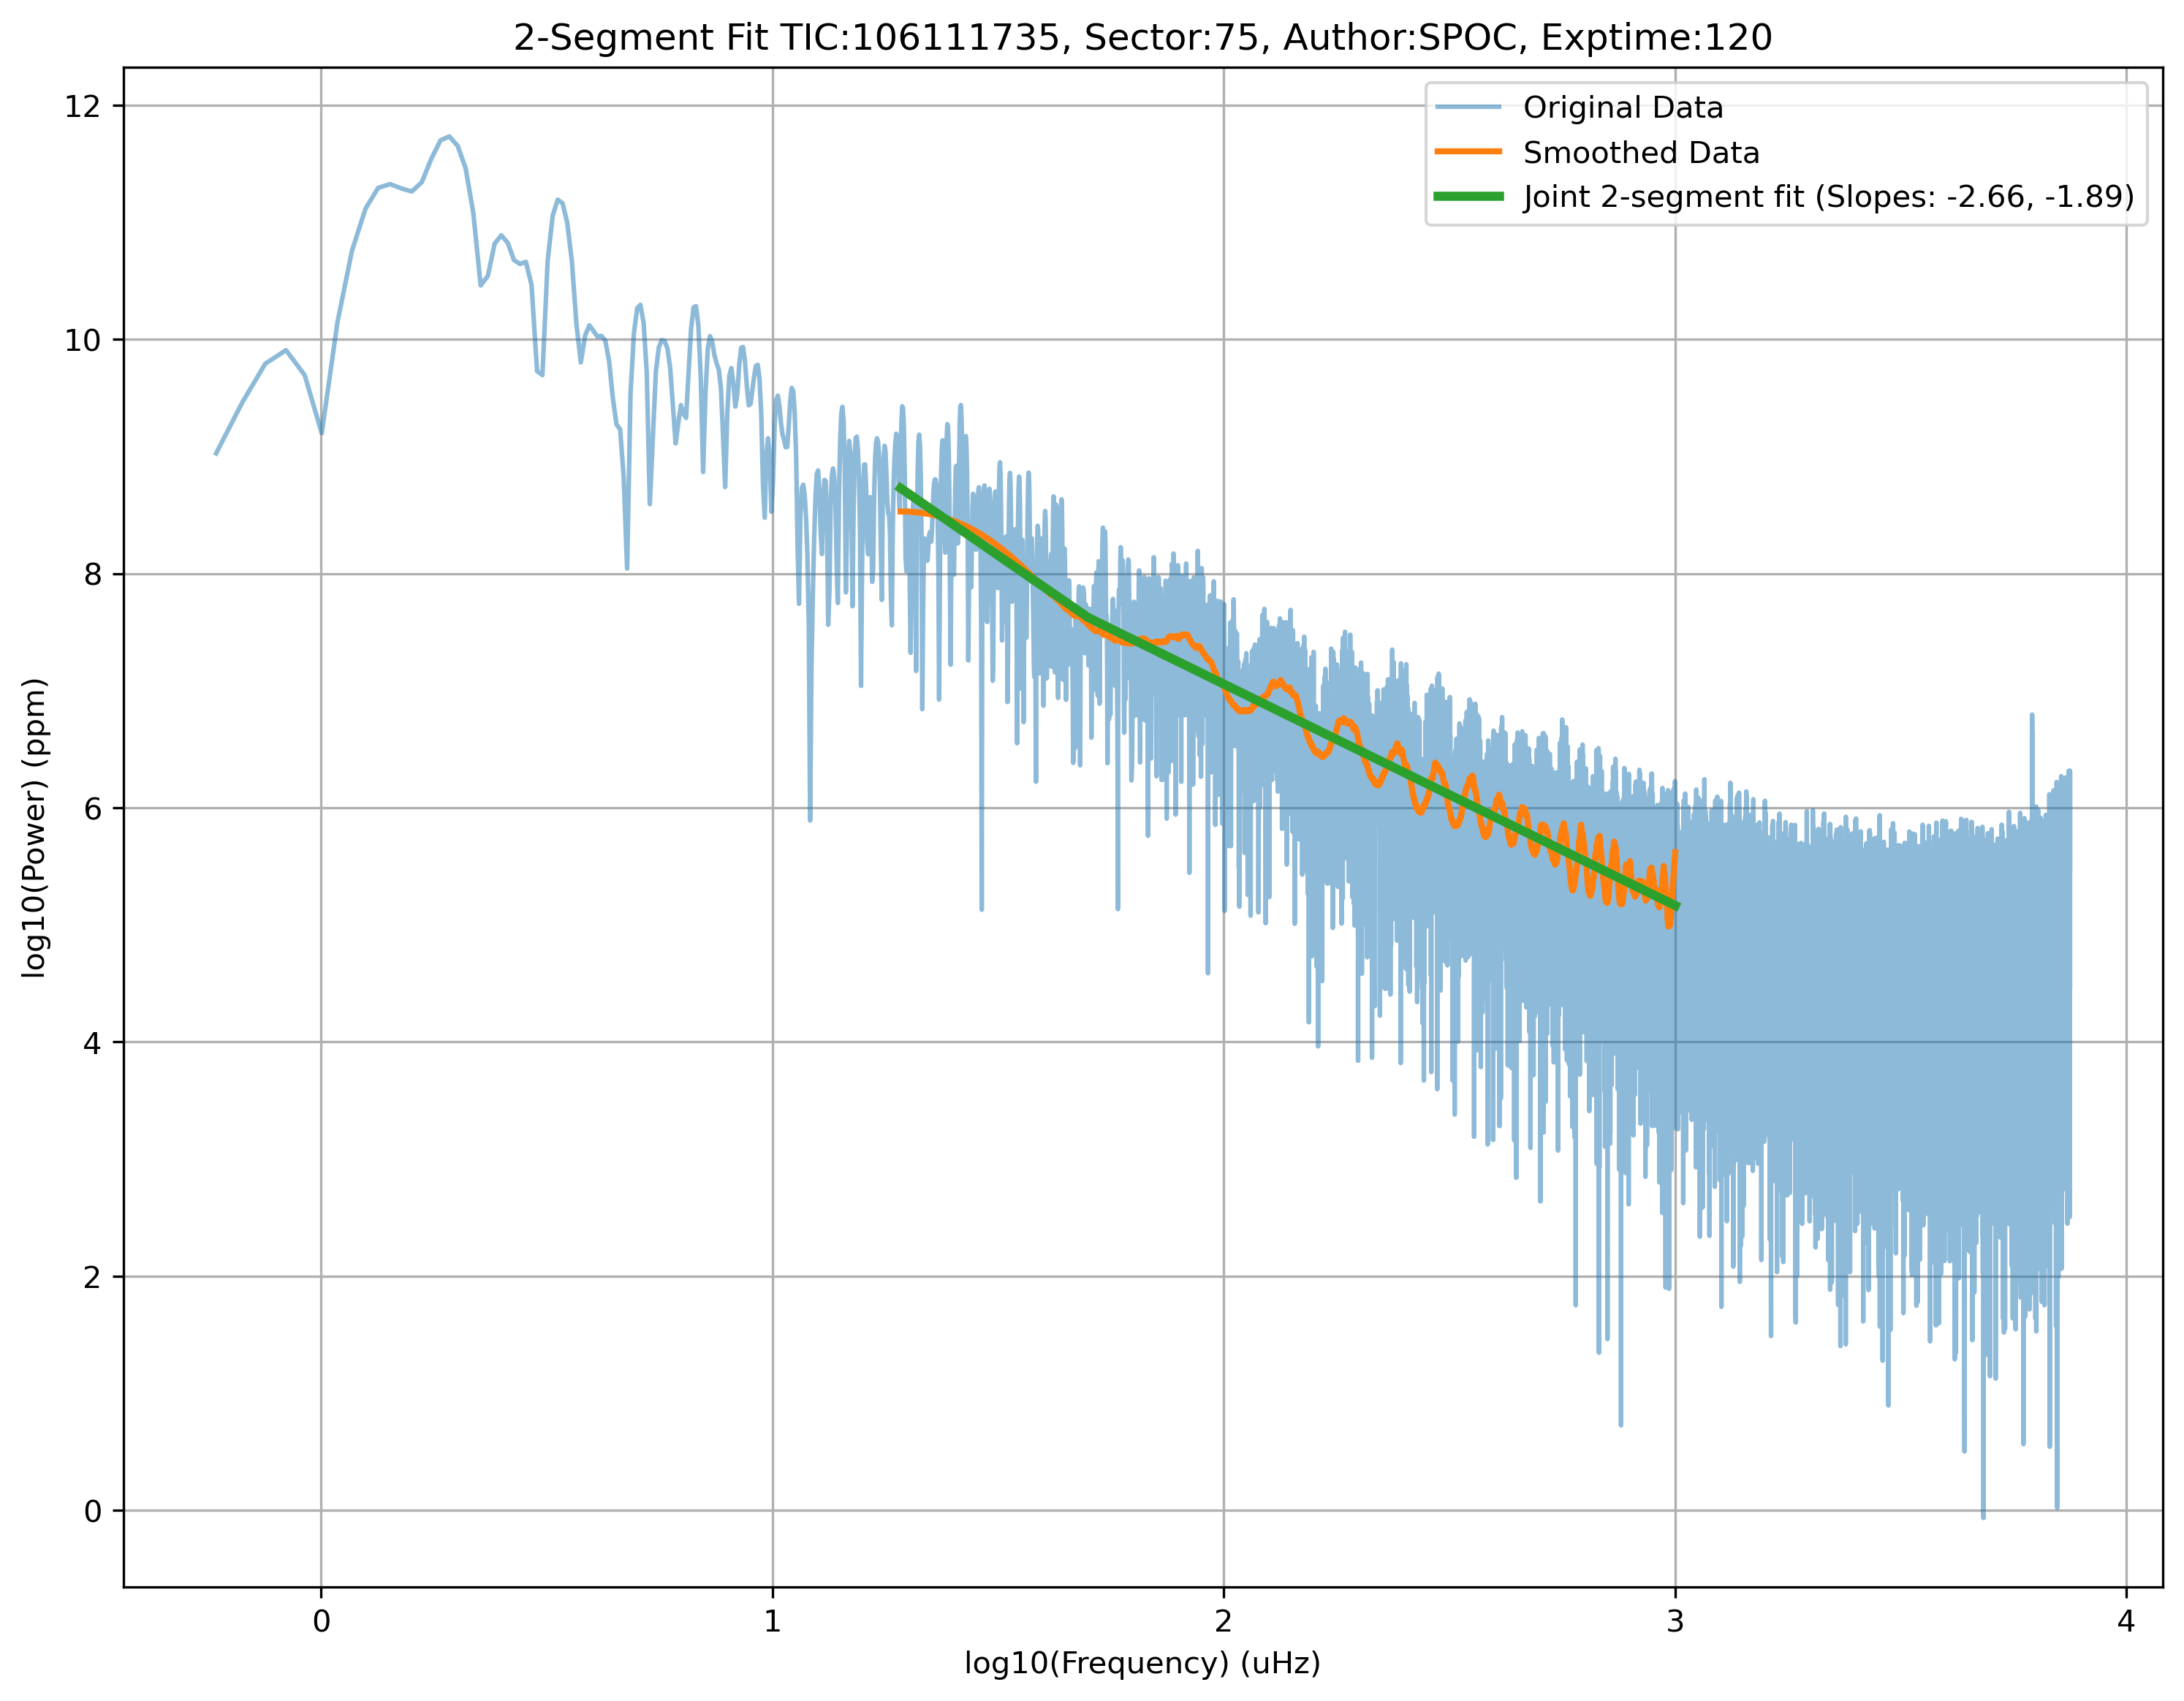 2-Segment Fit TIC:106111735, Sector:75, Author:SPOC, Exptime:120
Original Data
Smoothed Data
Joint 2-segment fit (Slopes: -2.66, -1.89)
12
10
8
6
4
2
0
log10(Power) (ppm)
0 1 2 3 4
log10(Frequency) (uHz)